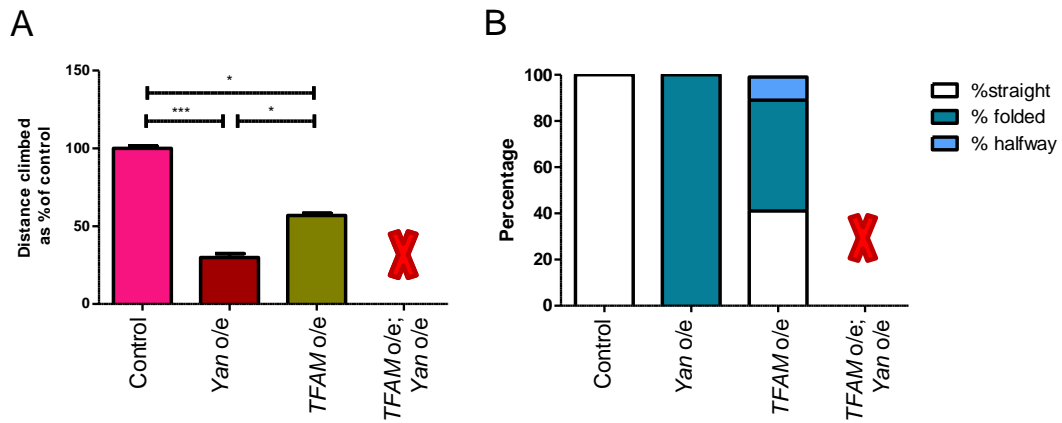 A
Distance climbed
as %of control
150
100
50
0
*
***
*
Control
Yan o/e
TFAM o/e
TFAM o/e;
Yan o/e
B
Percentage
100
80
60
40
20
0
Control
Yan o/e
TFAM o/e
TFAM o/e;
Yan o/e
%straight
% folded
% halfway